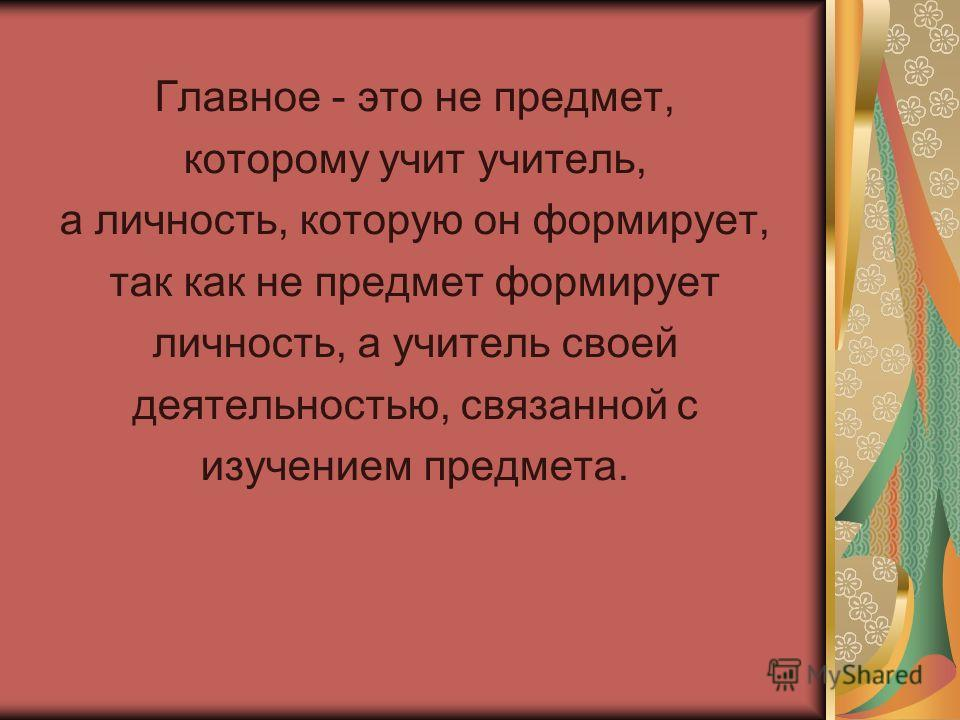 Главное - это не предмет,
которому учит учитель,
а личность, которую он формирует,
так как не предмет формирует
личность, а учитель своей
деятельностью, связанной с
изучением предмета.
MyShared